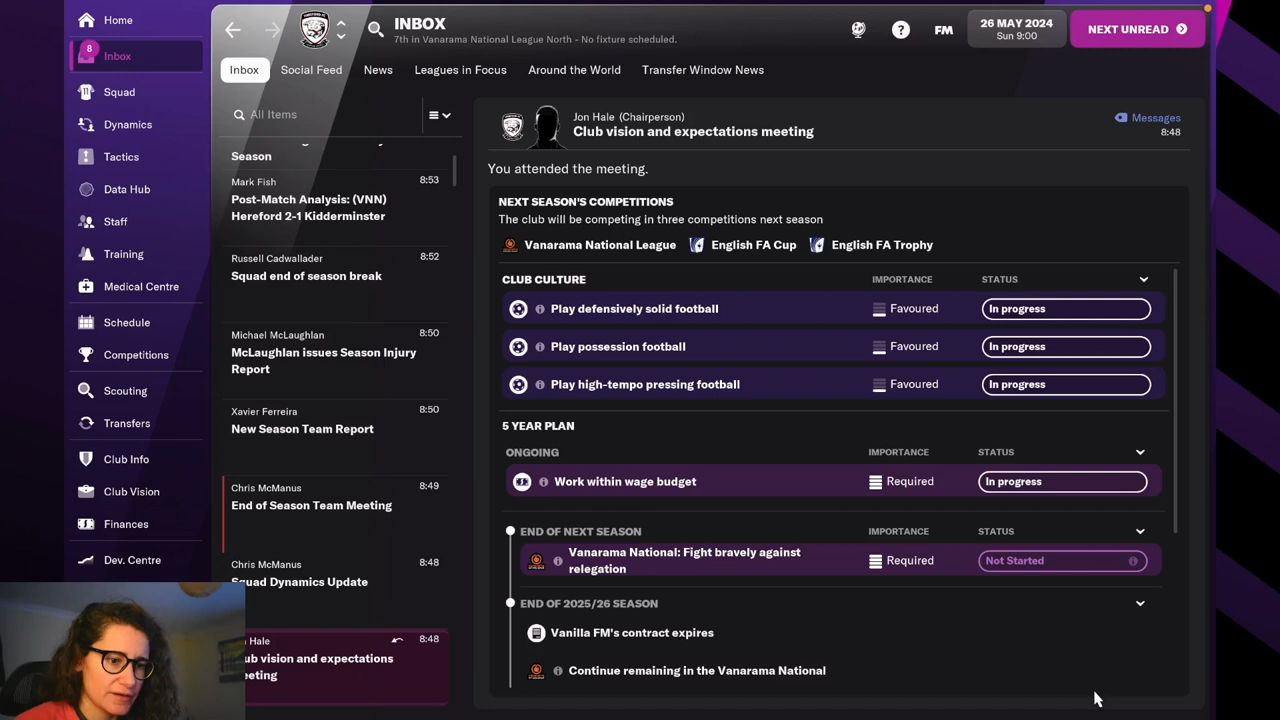 Home
8
Inbox
11
Squad
Dynamics
Tactics
Data Hub
Staff
Training
Medical Centre
Schedule
Competitions
Scouting
Transfers
Club Info
Club Vision
Finances
Dev. Centre
INBOX
7th in Vanarama National League North - No fixture scheduled.
?
FM
26 MAY 2024
Sun 9:00
NEXT UNREAD
Inbox
Social Feed
News
Leagues in Focus
Around the World
Transfer Window News
All Items
Season
Mark Fish
8:53
Post-Match Analysis: (VNN)
Hereford 2-1 Kidderminster
Russell Cadwallader
8:52
Squad end of season break
Michael McLaughlan
8:50
McLaughlan issues Season Injury
Report
Xavier Ferreira
8:50
New Season Team Report
Chris McManus
8:49
End of Season Team Meeting
Chris McManus
8:48
Squad Dynamics Update
Hale
8:48
ub vision and expectations
eeting
Jon Hale (Chairperson)
Club vision and expectations meeting
Messages
8:48
You attended the meeting.
NEXT SEASON'S COMPETITIONS
The club will be competing in three competitions next season
Vanarama National League
English FA Cup
English FA Trophy
CLUB CULTURE
IMPORTANCE
STATUS
Play defensively solid football
Favoured
In progress
Play possession football
Favoured
In progress
Play high-tempo pressing football
Favoured
In progress
5 YEAR PLAN
ONGOING
IMPORTANCE
STATUS
Work within wage budget
Required
In progress
END OF NEXT SEASON
IMPORTANCE
STATUS
Vanarama National: Fight bravely against
relegation
Required
Not Started
END OF 2025/26 SEASON
Vanilla FM's contract expires
Continue remaining in the Vanarama National